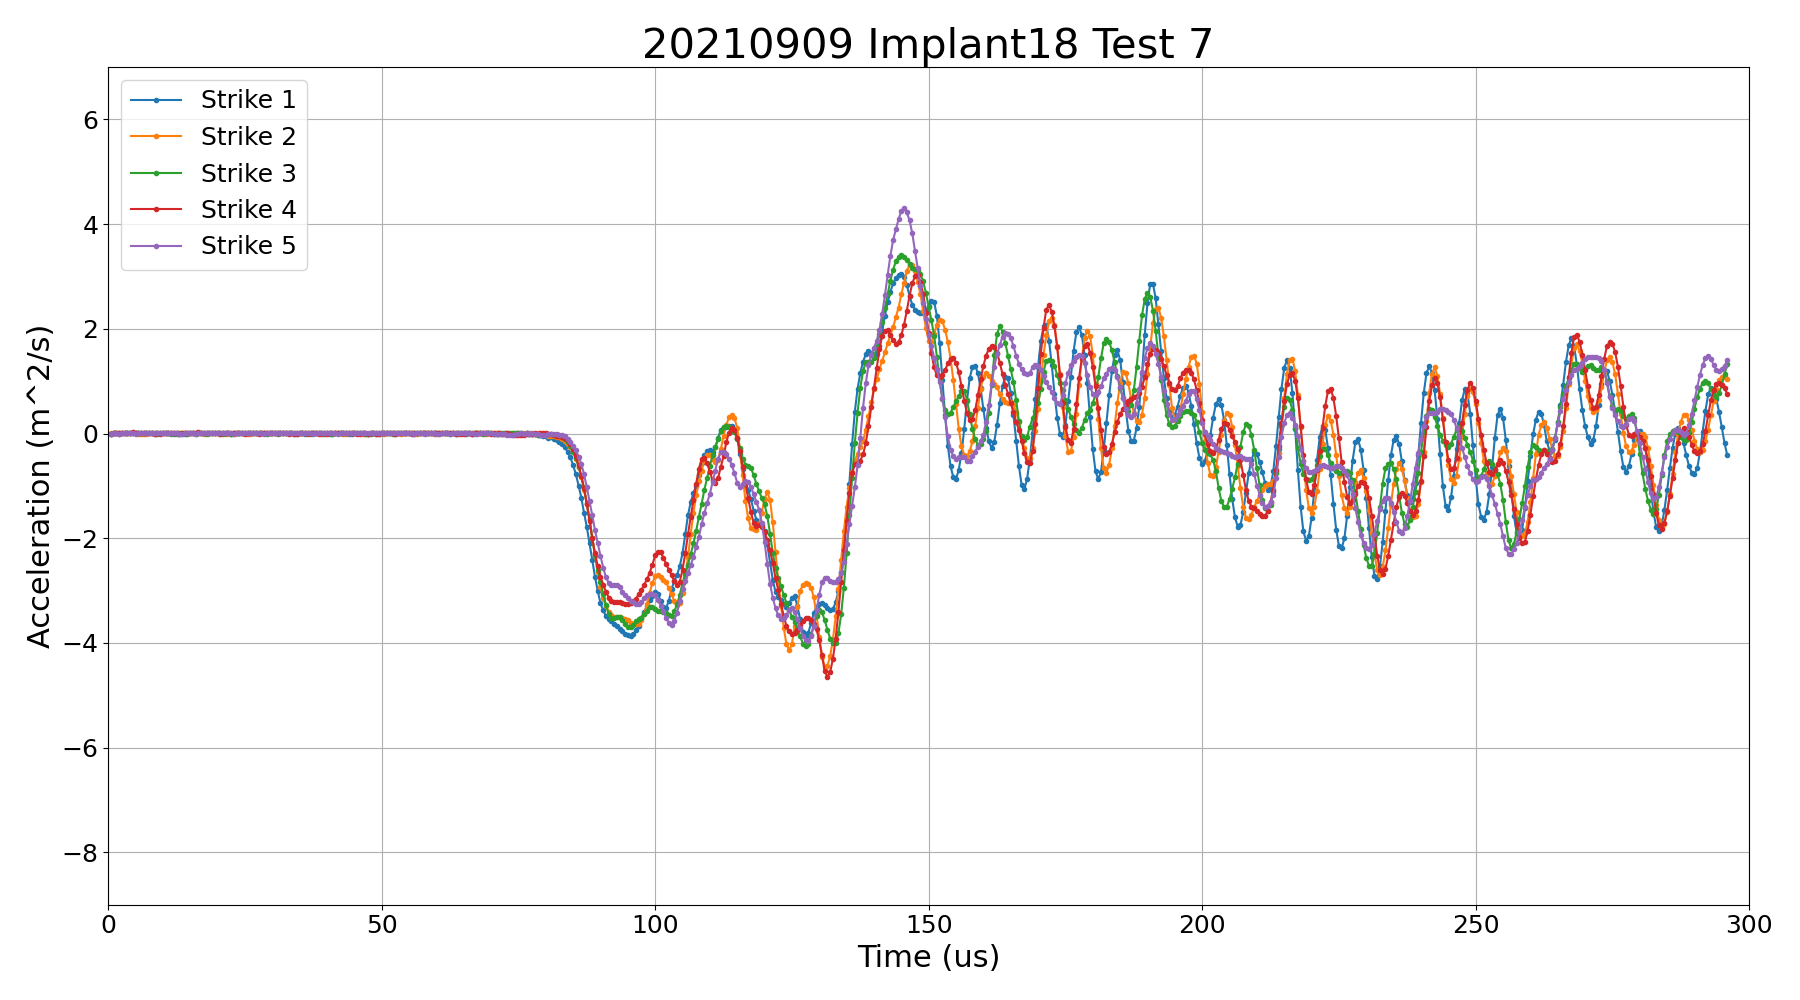 20210909 Implant18 Test 7
Strike 1
Strike 2
Strike 3
Strike 4
Strike 5
6
4
2
0
−2
−4
−6
−8
Acceleration (m^2/s)
0 50 100 150 200 250 300
Time (us)